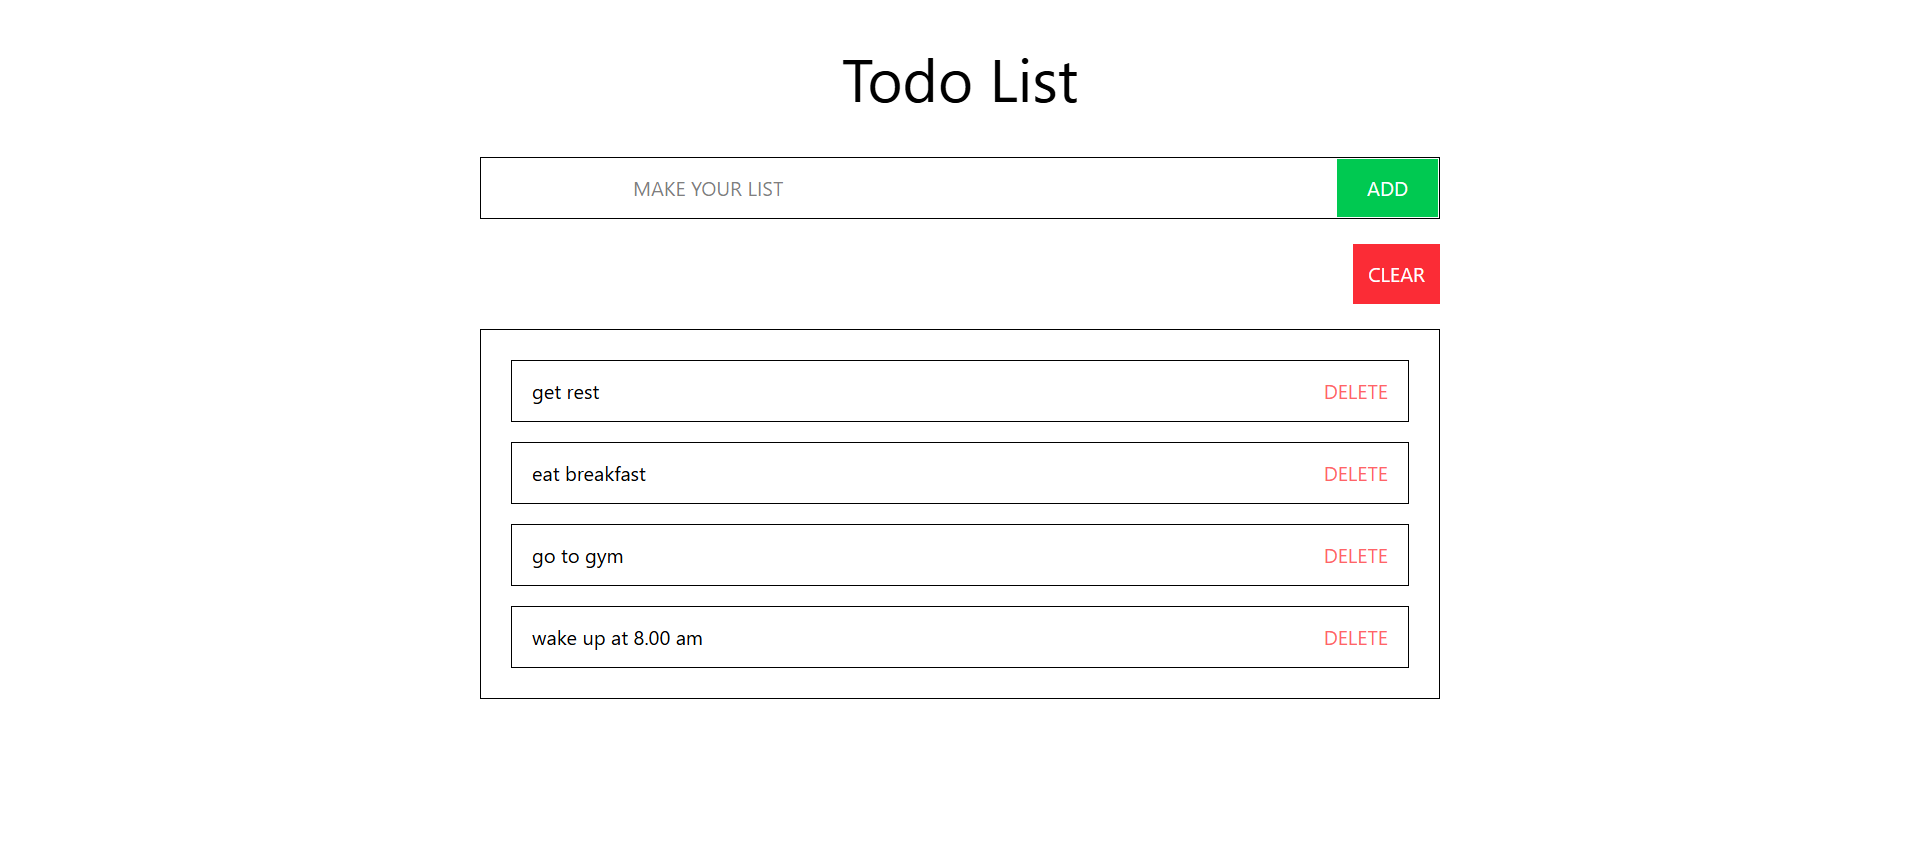 Todo List
MAKE YOUR LIST ADD
CLEAR
get rest DELETE
eat breakfast DELETE
go to gym DELETE
wake up at 8.00 am DELETE